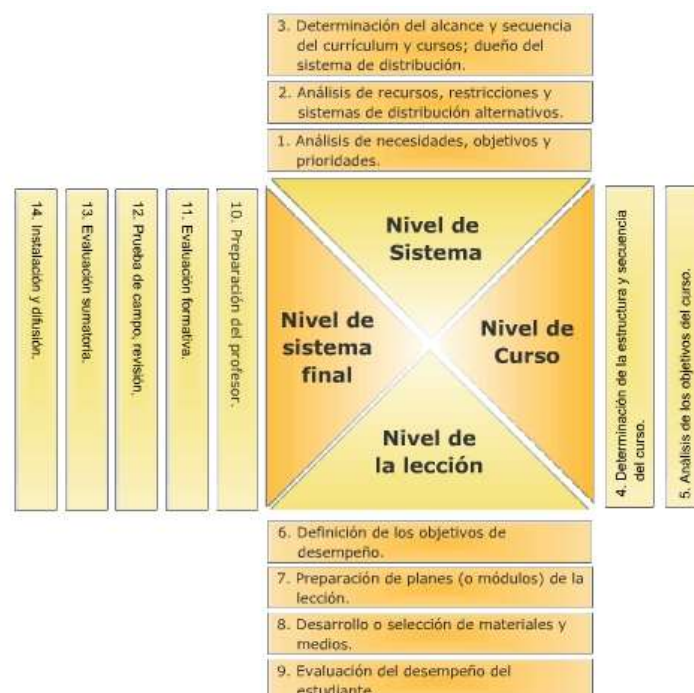 3. Determinación del alcance y secuencia
del currículum y cursos; dueño del
sistema de distribución.
2. Análisis de recursos, restricciones y
sistemas de distribución alternativos.
1. Análisis de necesidades, objetivos y
prioridades.
14. Instalación y difusión.
13. Evaluación sumatoria.
12. Prueba de campo, revisión.
11. Evaluación formativa.
10. Preparación del profesor.
Nivel de
Sistema
Nivel de
sistema
final
Nivel de
Curso
Nivel de
la lección
4. Determinación de la estructura y secuencia
del curso.
5. Análisis de los objetivos del curso.
6. Definición de los objetivos de
desempeño.
7. Preparación de planes (o módulos) de la
lección.
8. Desarrollo o selección de materiales y
medios.
9. Evaluación del desempeño del
estudiante